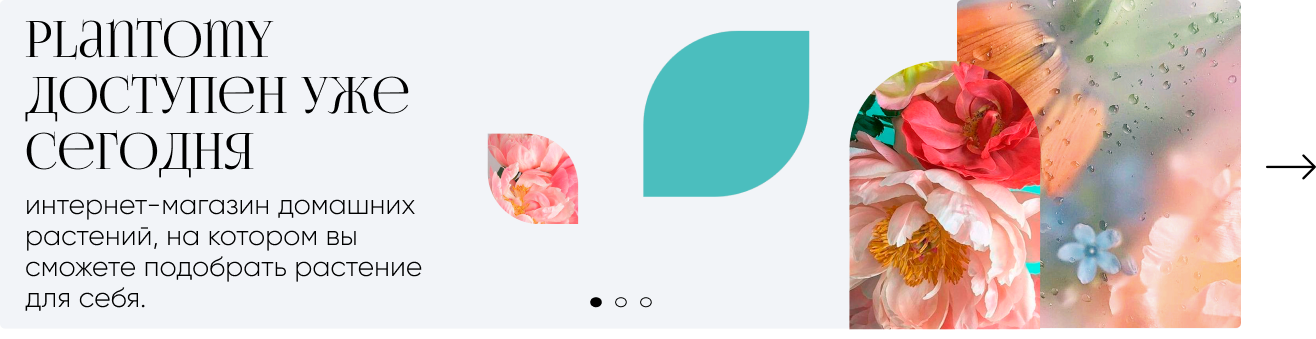 PLanTOMY
ДОСТУПеН Уже
сегодня
интернет-магазин домашних
растений, на котором вы
сможете подобрать растение
для себя.